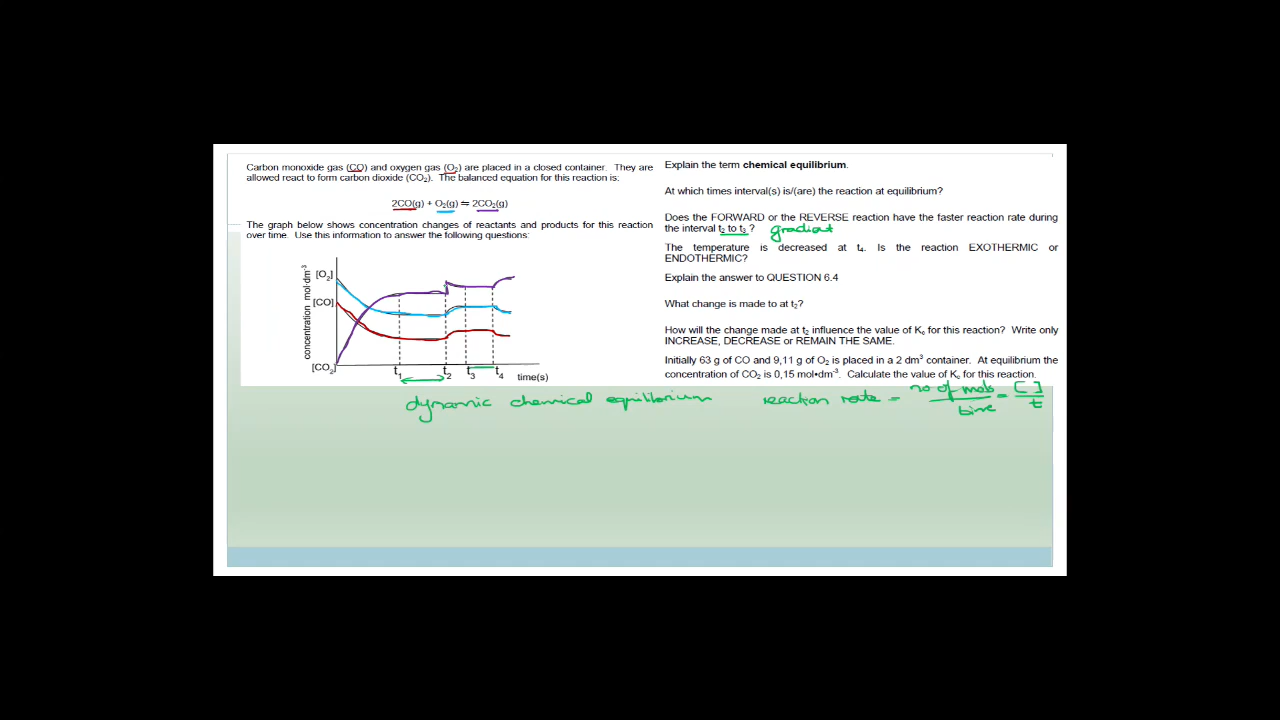 Carbon monoxide gas (CO) and oxygen gas (O₂) are placed in a closed container. They are
allowed react to form carbon dioxide (CO₂). The balanced equation for this reaction is:
2CO(g) + O₂(g) ⇋ 2CO₂(g)
The graph below shows concentration changes of reactants and products for this reaction
over time. Use this information to answer the following questions:
concentration mol·dm⁻³
[O₂]
[CO]
[CO₂]
t₁ t₂ t₃ t₄ time(s)
Explain the term chemical equilibrium.
At which times interval(s) is/(are) the reaction at equilibrium?
Does the FORWARD or the REVERSE reaction have the faster reaction rate during
the interval t₂ to t₃ ? gradient
The temperature is decreased at t₄. Is the reaction EXOTHERMIC or
ENDOTHERMIC?
Explain the answer to QUESTION 6.4
What change is made to at t₂?
How will the change made at t₂ influence the value of K꜀ for this reaction? Write only
INCREASE, DECREASE or REMAIN THE SAME.
Initially 63 g of CO and 9,11 g of O₂ is placed in a 2 dm³ container. At equilibrium the
concentration of CO₂ is 0,15 mol•dm⁻³. Calculate the value of K꜀ for this reaction.
dynamic chemical equilibrium
reaction rate = no of mols / time = [ ] / t